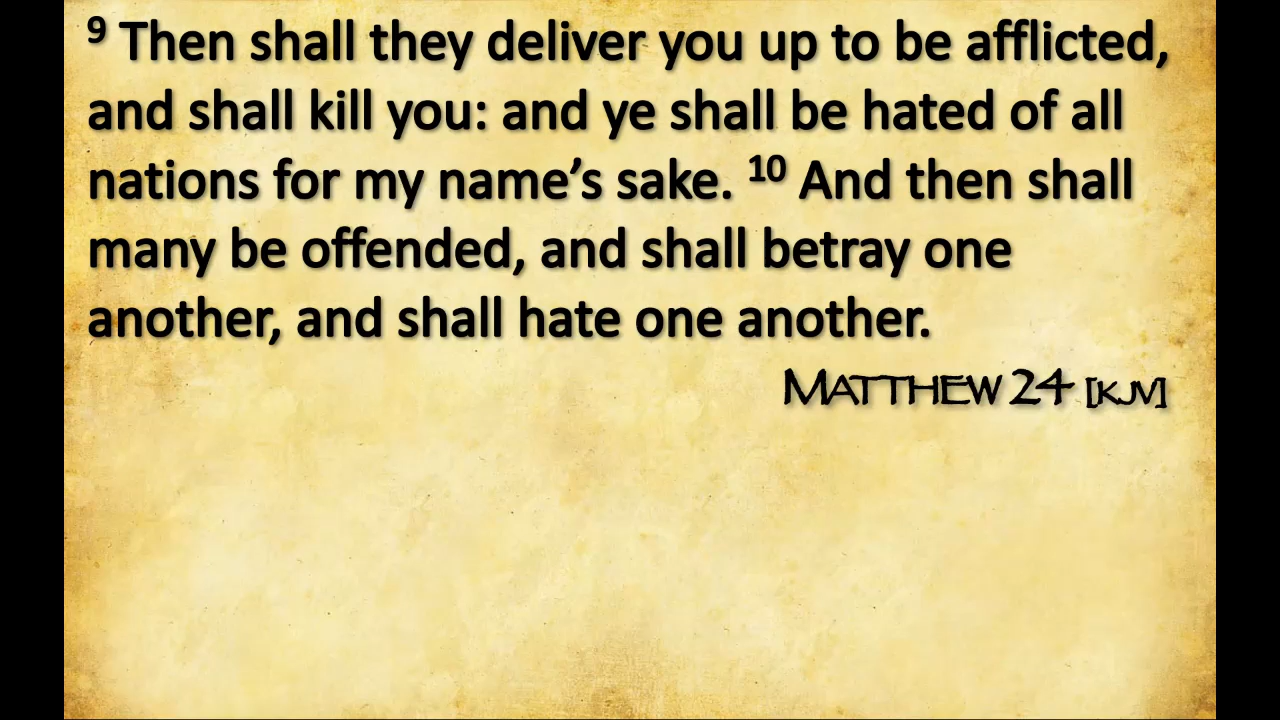 9 Then shall they deliver you up to be afflicted,
and shall kill you: and ye shall be hated of all
nations for my name’s sake. 10 And then shall
many be offended, and shall betray one
another, and shall hate one another.
MATTHEW 24 [KJV]